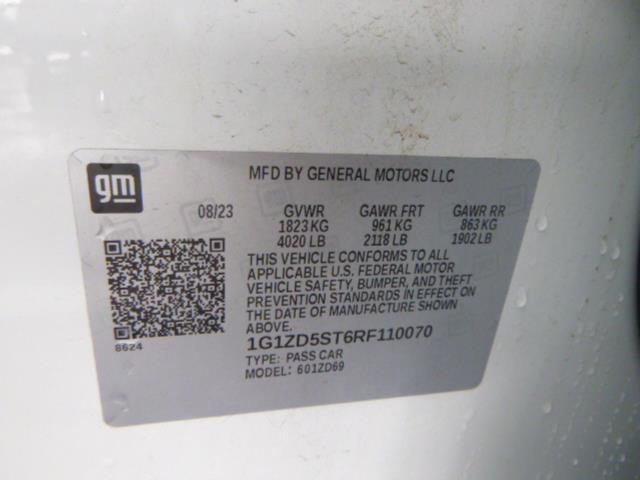 gm
MFD BY GENERAL MOTORS LLC
08/23 GVWR GAWR FRT GAWR RR
1823 KG 961 KG 863 KG
4020 LB 2118 LB 1902 LB
THIS VEHICLE CONFORMS TO ALL
APPLICABLE U.S. FEDERAL MOTOR
VEHICLE SAFETY, BUMPER, AND THEFT
PREVENTION STANDARDS IN EFFECT ON
THE DATE OF MANUFACTURE SHOWN
ABOVE.
8624
1G1ZD5ST6RF110070
TYPE: PASS CAR
MODEL: 601ZD69